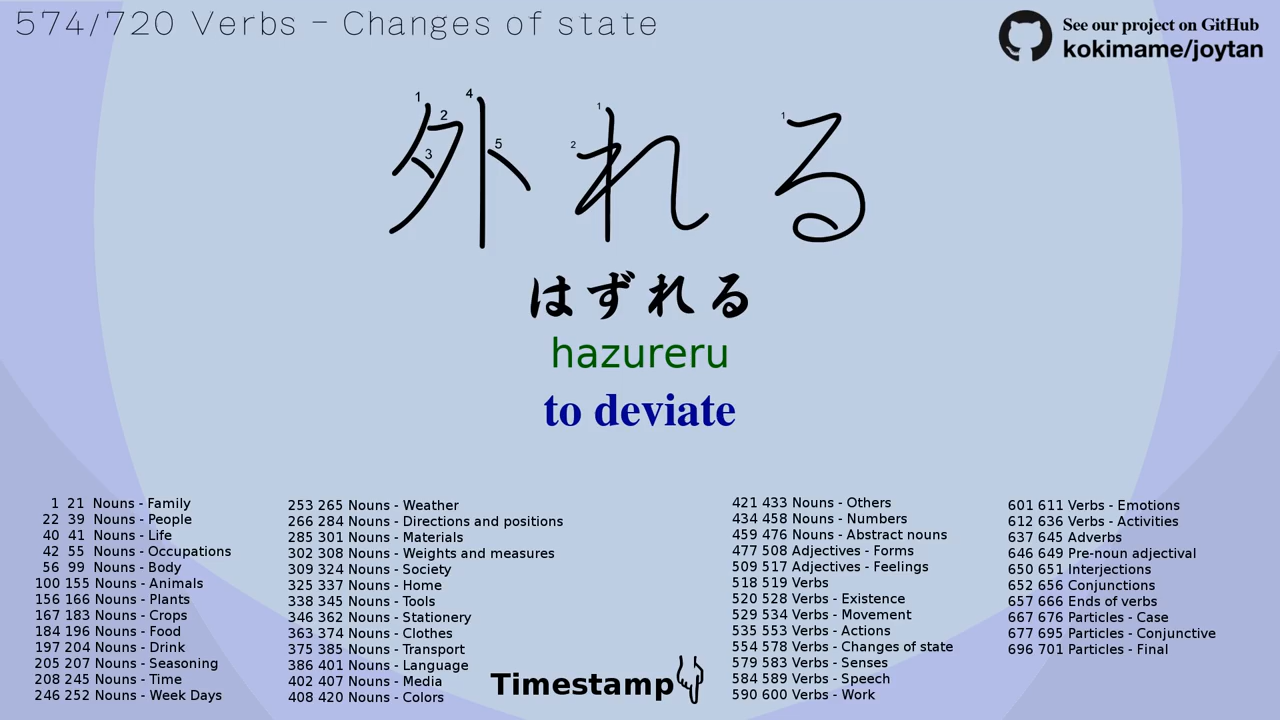 574/720 Verbs - Changes of state
See our project on GitHub
kokimame/joytan
1 2 3 4 5 1 2 1
外れる
はずれる
hazureru
to deviate
1 21 Nouns - Family
22 39 Nouns - People
40 41 Nouns - Life
42 55 Nouns - Occupations
56 99 Nouns - Body
100 155 Nouns - Animals
156 166 Nouns - Plants
167 183 Nouns - Crops
184 196 Nouns - Food
197 204 Nouns - Drink
205 207 Nouns - Seasoning
208 245 Nouns - Time
246 252 Nouns - Week Days
253 265 Nouns - Weather
266 284 Nouns - Directions and positions
285 301 Nouns - Materials
302 308 Nouns - Weights and measures
309 324 Nouns - Society
325 337 Nouns - Home
338 345 Nouns - Tools
346 362 Nouns - Stationery
363 374 Nouns - Clothes
375 385 Nouns - Transport
386 401 Nouns - Language
402 407 Nouns - Media
408 420 Nouns - Colors
Timestamp
421 433 Nouns - Others
434 458 Nouns - Numbers
459 476 Nouns - Abstract nouns
477 508 Adjectives - Forms
509 517 Adjectives - Feelings
518 519 Verbs
520 528 Verbs - Existence
529 534 Verbs - Movement
535 553 Verbs - Actions
554 578 Verbs - Changes of state
579 583 Verbs - Senses
584 589 Verbs - Speech
590 600 Verbs - Work
601 611 Verbs - Emotions
612 636 Verbs - Activities
637 645 Adverbs
646 649 Pre-noun adjectival
650 651 Interjections
652 656 Conjunctions
657 666 Ends of verbs
667 676 Particles - Case
677 695 Particles - Conjunctive
696 701 Particles - Final